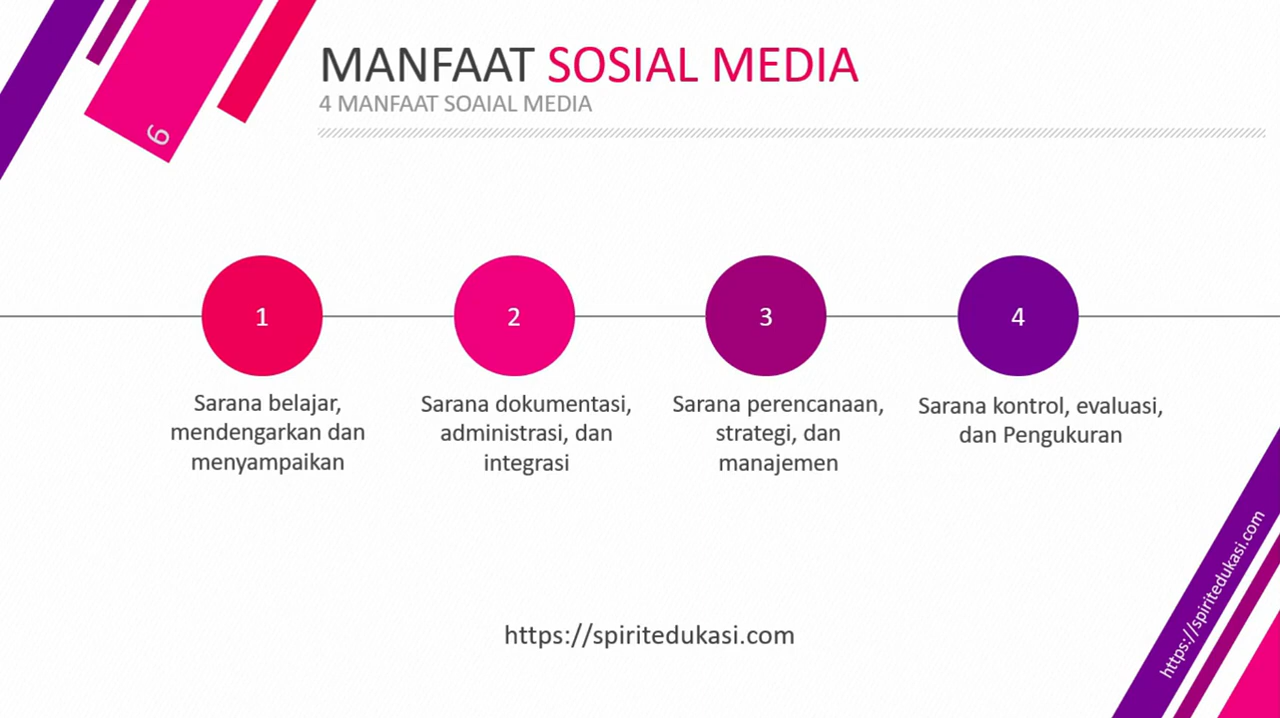 MANFAAT SOSIAL MEDIA
4 MANFAAT SOAIAL MEDIA
6
1
2
3
4
Sarana belajar,
mendengarkan dan
menyampaikan
Sarana dokumentasi,
administrasi, dan
integrasi
Sarana perencanaan,
strategi, dan
manajemen
Sarana kontrol, evaluasi,
dan Pengukuran
https://spiritedukasi.com
https://spiritedukasi.com